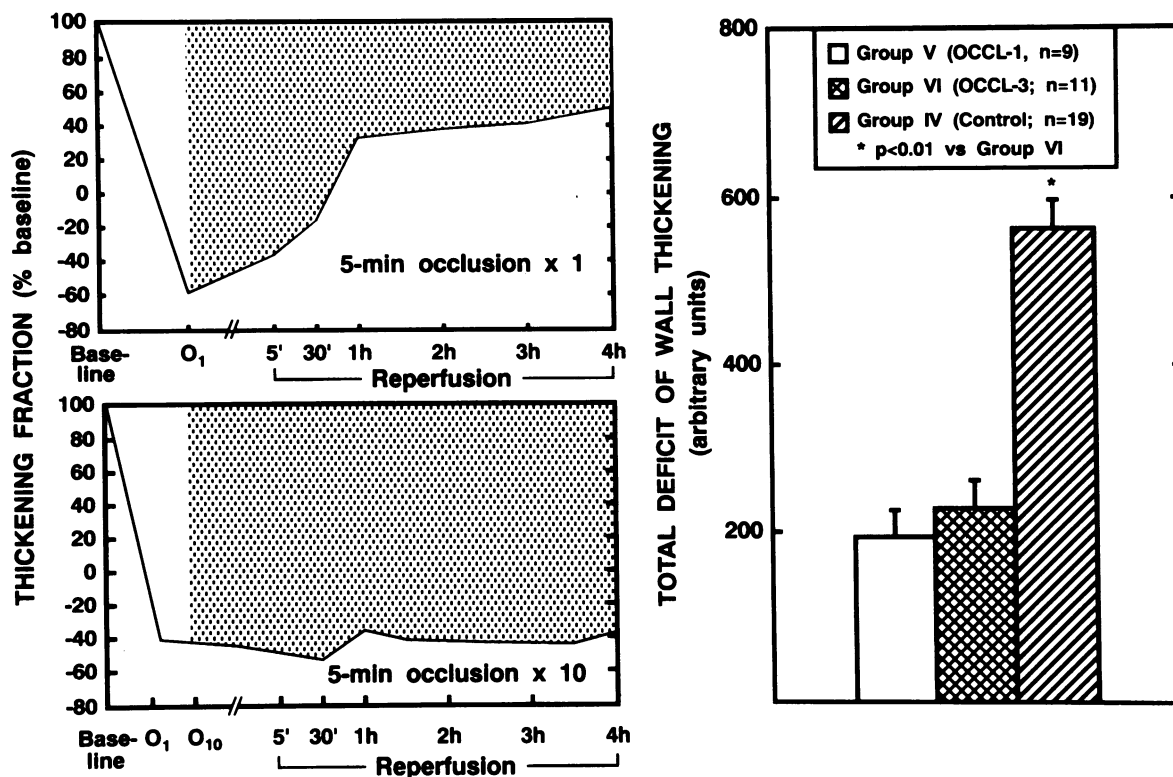 THICKENING FRACTION (% baseline)
100
80
60
40
20
0
-20
-40
-60
-80
5-min occlusion x 1
Base-
line
O1
5'
30'
1h
2h
3h
4h
Reperfusion
100
80
60
40
20
0
-20
-40
-60
-80
5-min occlusion x 10
Base-
line
O1
O10
5'
30'
1h
2h
3h
4h
Reperfusion
TOTAL DEFICIT OF WALL THICKENING
(arbitrary units)
800
600
400
200
Group V (OCCL-1, n=9)
Group VI (OCCL-3; n=11)
Group IV (Control; n=19)
* p<0.01 vs Group VI
*